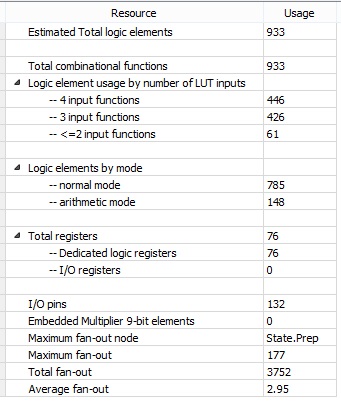 Resource Usage
Estimated Total logic elements 933
Total combinational functions 933
Logic element usage by number of LUT inputs
-- 4 input functions 446
-- 3 input functions 426
-- <=2 input functions 61
Logic elements by mode
-- normal mode 785
-- arithmetic mode 148
Total registers 76
-- Dedicated logic registers 76
-- I/O registers 0
I/O pins 132
Embedded Multiplier 9-bit elements 0
Maximum fan-out node State.Prep
Maximum fan-out 177
Total fan-out 3752
Average fan-out 2.95